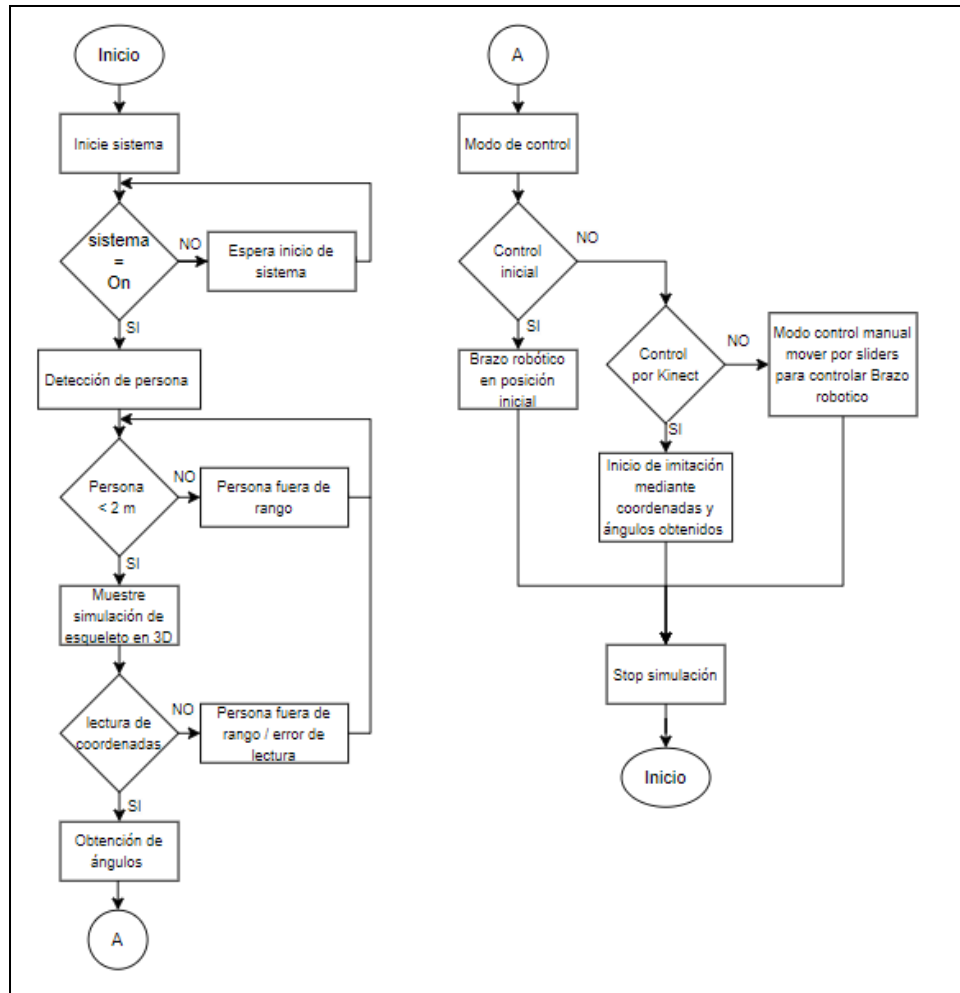 Inicio
Inicie sistema
sistema
=
On
NO
Espera inicio de
sistema
SI
Detección de persona
Persona
< 2 m
NO
Persona fuera de
rango
SI
Muestre
simulación de
esqueleto en 3D
lectura de
coordenadas
NO
Persona fuera de
rango / error de
lectura
SI
Obtención de
ángulos
A
A
Modo de control
Control
inicial
NO
SI
Brazo robótico
en posición
inicial
Control
por Kinect
NO
Modo control manual
mover por sliders
para controlar Brazo
robotico
SI
Inicio de imitación
mediante
coordenadas y
ángulos obtenidos
Stop simulación
Inicio